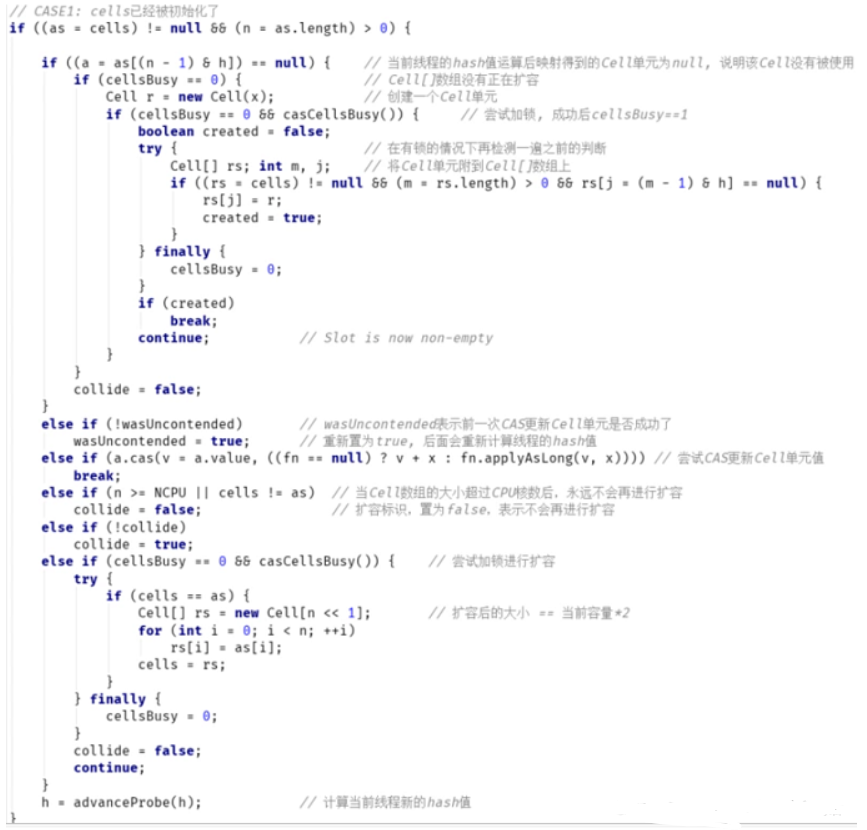 // CASE1: cells已经被初始化了
if ((as = cells) != null && (n = as.length) > 0) {
if ((a = as[(n - 1) & h]) == null) { // 当前线程的hash值运算后映射得到的Cell单元为null, 说明该Cell没有被使用
if (cellsBusy == 0) { // Cell[]数组没有正在扩容
Cell r = new Cell(x); // 创建一个Cell单元
if (cellsBusy == 0 && casCellsBusy()) { // 尝试加锁, 成功后cellsBusy==1
boolean created = false;
try { // 在有锁的情况下再检测一遍之前的判断
Cell[] rs; int m, j; // 将Cell单元附到Cell[]数组上
if ((rs = cells) != null && (m = rs.length) > 0 && rs[j = (m - 1) & h] == null) {
rs[j] = r;
created = true;
}
} finally {
cellsBusy = 0;
}
if (created)
break;
continue; // Slot is now non-empty
}
}
collide = false;
}
else if (!wasUncontended) // wasUncontended表示前一次CAS更新Cell单元是否成功了
wasUncontended = true; // 重新置为true, 后面会重新计算线程的hash值
else if (a.cas(v = a.value, ((fn == null) ? v + x : fn.applyAsLong(v, x)))) // 尝试CAS更新Cell单元值
break;
else if (n >= NCPU || cells != as) // 当Cell数组的大小超过CPU核数后, 永远不会再进行扩容
collide = false; // 扩容标识, 置为false, 表示不会再进行扩容
else if (!collide)
collide = true;
else if (cellsBusy == 0 && casCellsBusy()) { // 尝试加锁进行扩容
try {
if (cells == as) {
Cell[] rs = new Cell[n << 1]; // 扩容后的大小 == 当前容量*2
for (int i = 0; i < n; ++i)
rs[i] = as[i];
cells = rs;
}
} finally {
cellsBusy = 0;
}
collide = false;
continue;
}
h = advanceProbe(h); // 计算当前线程新的hash值
}